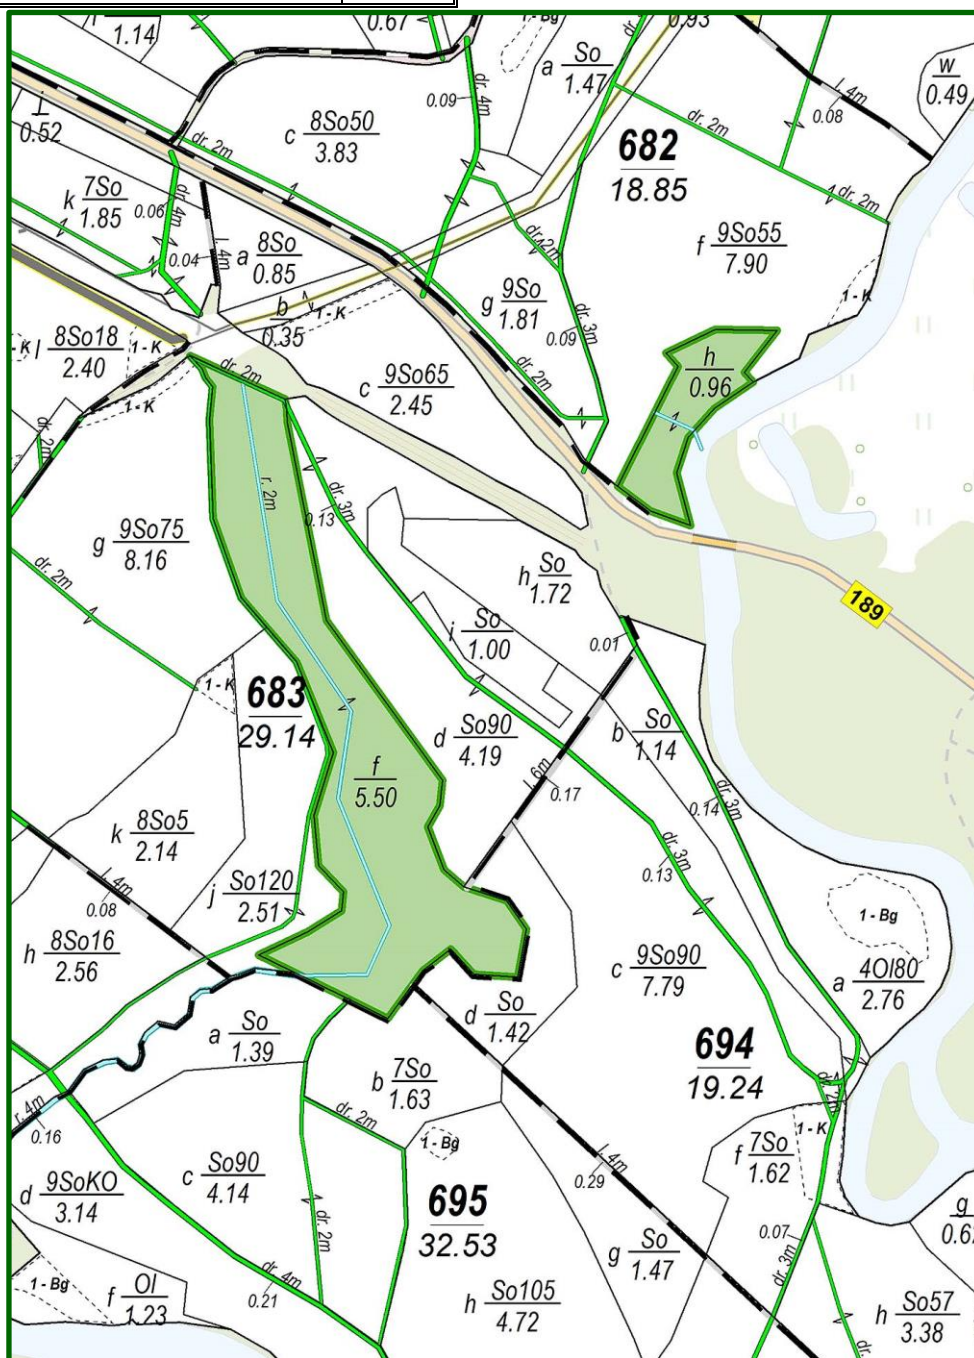 1.14
0.67
1 - Bg
0.93
a So
1.47
w
0.49
j
0.52
dr. 2m
c 8So50
3.83
0.09
dr. 4m
682
18.85
dr. 2m
l. 4m
0.08
dr. 2m
k 7So
1.85
0.06
dr. 4m
0.04
l. 4m
a 8So
0.85
dr. 2m
f 9So55
7.90
b
0.35
1 - K
g 9So
1.81
dr. 3m
0.09
1 - K
l 8So18
2.40
1 - K
1 - K
- K
dr. 2m
c 9So65
2.45
dr. 2m
h
0.96
dr. 2m
r. 2m
dr. 3m
0.13
g 9So75
8.16
dr. 2m
h So
1.72
189
i So
1.00
0.01
1 - K
683
29.14
d So90
4.19
b So
1.14
l. 6m
0.17
f
5.50
dr. 3m
0.14
k 8So5
2.14
dr. 3m
0.13
l. 4m
0.08
j So120
2.51
1 - Bg
h 8So16
2.56
c 9So90
7.79
a 4Ol80
2.76
a So
1.39
d So
1.42
694
19.24
b 7So
1.63
dr. 2m
r. 4m
0.16
1 - Bg
l. 4m
0.29
1 - K
f 7So
1.62
d 9SoKO
3.14
c So90
4.14
dr. 2m
695
32.53
g
0.62
0.07
dr. 3m
g So
1.47
dr. 4m
0.21
1 - Bg
f Ol
1.23
h So105
4.72
h So57
3.38
dr.